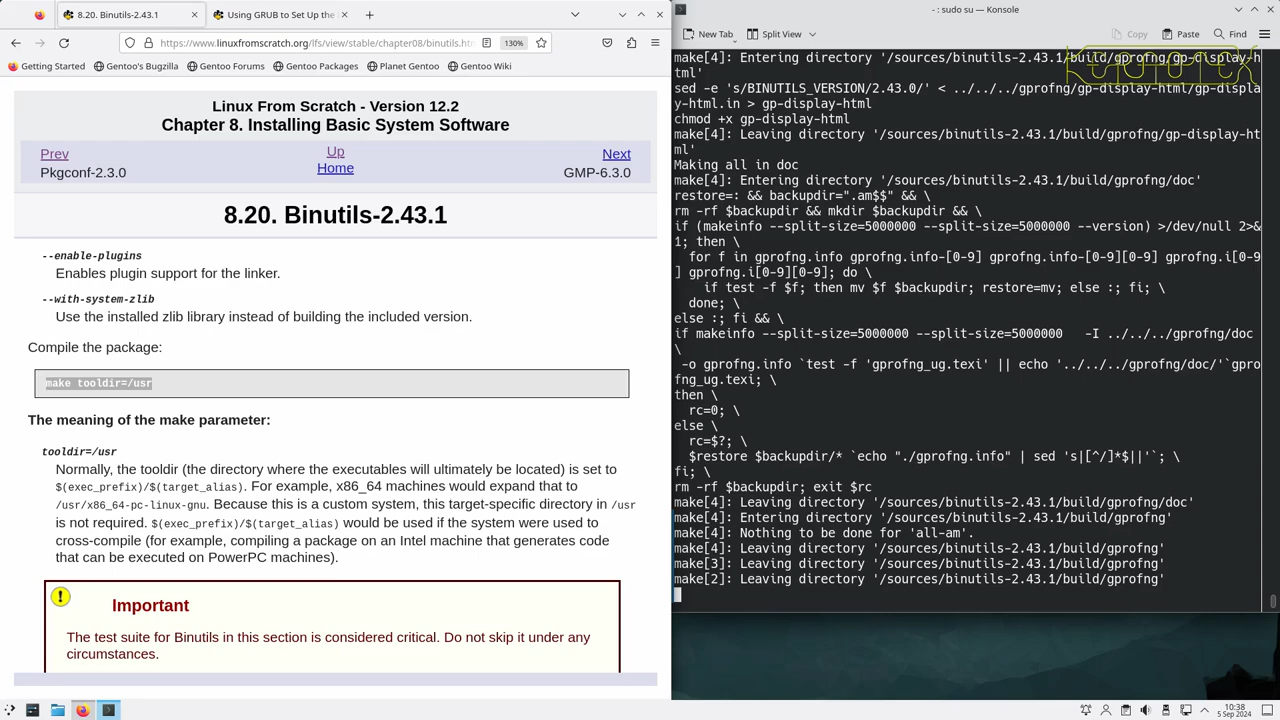 8.20. Binutils-2.43.1
Using GRUB to Set Up the
https://www.linuxfromscratch.org/lfs/view/stable/chapter08/binutils.htm
130%
Getting Started
Gentoo's Bugzilla
Gentoo Forums
Gentoo Packages
Planet Gentoo
Gentoo Wiki
Linux From Scratch - Version 12.2
Chapter 8. Installing Basic System Software
Prev
Up
Next
Pkgconf-2.3.0
Home
GMP-6.3.0
8.20. Binutils-2.43.1
--enable-plugins
Enables plugin support for the linker.
--with-system-zlib
Use the installed zlib library instead of building the included version.
Compile the package:
make tooldir=/usr
The meaning of the make parameter:
tooldir=/usr
Normally, the tooldir (the directory where the executables will ultimately be located) is set to
$(exec_prefix)/$(target_alias). For example, x86_64 machines would expand that to
/usr/x86_64-pc-linux-gnu. Because this is a custom system, this target-specific directory in /usr
is not required. $(exec_prefix)/$(target_alias) would be used if the system were used to
cross-compile (for example, compiling a package on an Intel machine that generates code
that can be executed on PowerPC machines).
Important
The test suite for Binutils in this section is considered critical. Do not skip it under any
circumstances.
- : sudo su — Konsole
New Tab
Split View
Copy
Paste
Find
make[4]: Entering directory '/sources/binutils-2.43.1/build/gprofng/gp-display-h
tml'
sed -e 's/BINUTILS_VERSION/2.43.0/' < ../../../gprofng/gp-display-html/gp-displa
y-html.in > gp-display-html
chmod +x gp-display-html
make[4]: Leaving directory '/sources/binutils-2.43.1/build/gprofng/gp-display-ht
ml'
Making all in doc
make[4]: Entering directory '/sources/binutils-2.43.1/build/gprofng/doc'
restore=: && backupdir=".am$$" && \
rm -rf $backupdir && mkdir $backupdir && \
if (makeinfo --split-size=5000000 --split-size=5000000 --version) >/dev/null 2>&
1; then \
for f in gprofng.info gprofng.info-[0-9] gprofng.info-[0-9][0-9] gprofng.i[0-9
] gprofng.i[0-9][0-9]; do \
if test -f $f; then mv $f $backupdir; restore=mv; else :; fi; \
done; \
else :; fi && \
if makeinfo --split-size=5000000 --split-size=5000000   -I ../../../gprofng/doc
\
-o gprofng.info `test -f 'gprofng_ug.texi' || echo '../../../gprofng/doc/'`gpro
fng_ug.texi; \
then \
rc=0; \
else \
rc=$?; \
$restore $backupdir/* `echo "./gprofng.info" | sed 's|[^/]*$||'`; \
fi; \
rm -rf $backupdir; exit $rc
make[4]: Leaving directory '/sources/binutils-2.43.1/build/gprofng/doc'
make[4]: Entering directory '/sources/binutils-2.43.1/build/gprofng'
make[4]: Nothing to be done for 'all-am'.
make[4]: Leaving directory '/sources/binutils-2.43.1/build/gprofng'
make[3]: Leaving directory '/sources/binutils-2.43.1/build/gprofng'
make[2]: Leaving directory '/sources/binutils-2.43.1/build/gprofng'
10:38
5 Sep 2024